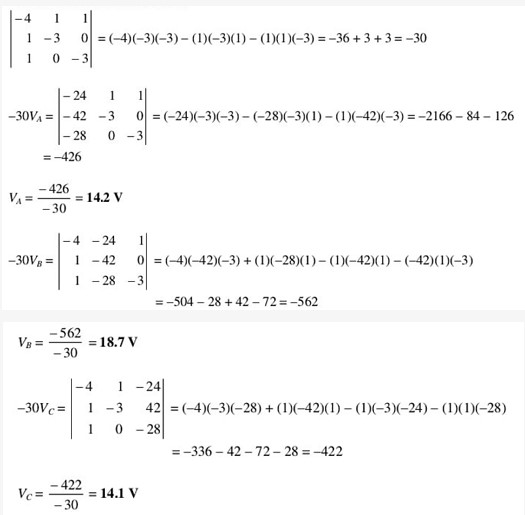 |−4 1 1|
| 1 −3 0| = (−4)(−3)(−3) − (1)(−3)(1) − (1)(1)(−3) = −36 + 3 + 3 = −30
| 1 0 −3|
|−24 1 1|
−30V_A = |−42 −3 0| = (−24)(−3)(−3) − (−28)(−3)(1) − (1)(−42)(−3) = −2166 − 84 − 126
|−28 0 −3|
= −426
V_A = −426/−30 = 14.2 V
|−4 −24 1|
−30V_B = | 1 −42 0| = (−4)(−42)(−3) + (1)(−28)(1) − (1)(−42)(1) − (−42)(1)(−3)
| 1 −28 −3|
= −504 − 28 + 42 − 72 = −562
V_B = −562/−30 = 18.7 V
|−4 1 −24|
−30V_C = | 1 −3 42| = (−4)(−3)(−28) + (1)(−42)(1) − (1)(−3)(−24) − (1)(1)(−28)
| 1 0 −28|
= −336 − 42 − 72 − 28 = −422
V_C = −422/−30 = 14.1 V